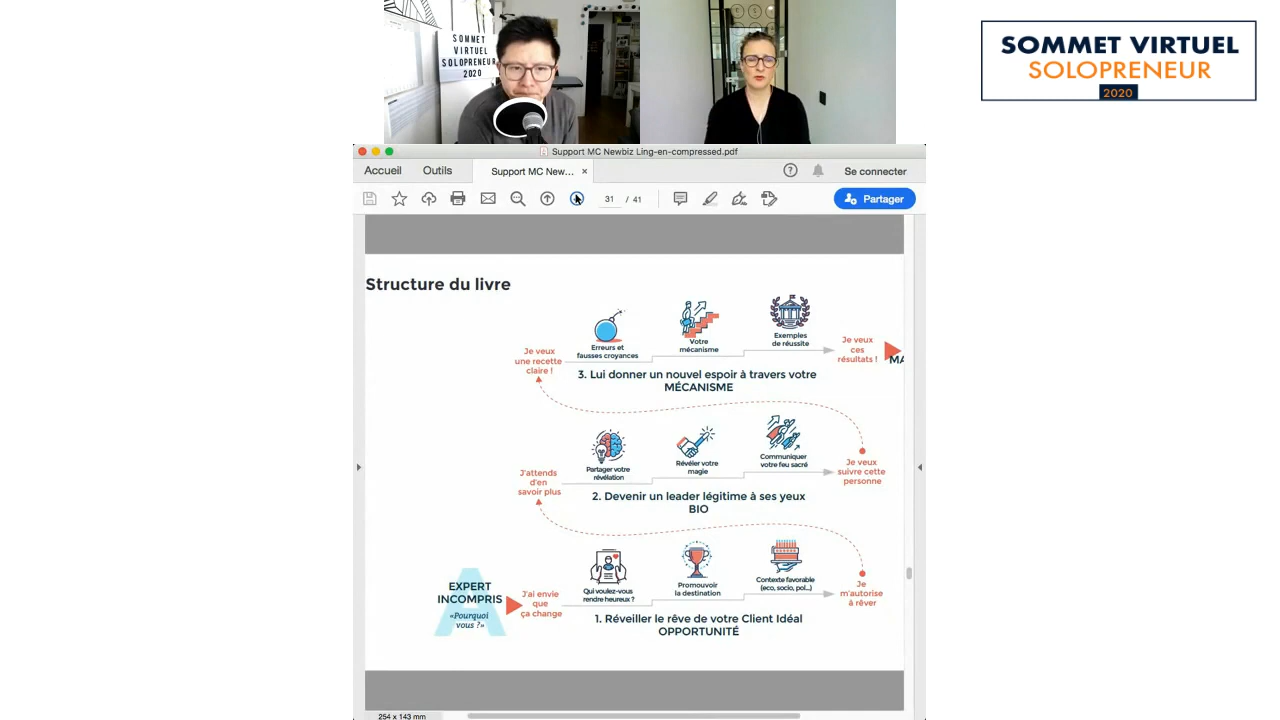 SOMMET
VIRTUEL
SOLOPRENEUR
2020
SOMMET VIRTUEL
SOLOPRENEUR
2020
Support MC Newbiz Ling-en-compressed.pdf
Accueil
Outils
Support MC New...
×
Se connecter
31 / 41
Partager
Structure du livre
Je veux
une recette
claire !
Erreurs et
fausses croyances
Votre
mécanisme
Exemples
de réussite
Je veux
ces
résultats !
MA
3. Lui donner un nouvel espoir à travers votre
MÉCANISME
J'attends
d'en
savoir plus
Partager votre
révélation
Révéler votre
magie
Communiquer
votre feu sacré
Je veux
suivre cette
personne
2. Devenir un leader légitime à ses yeux
BIO
EXPERT
INCOMPRIS
«Pourquoi
vous ?»
J'ai envie
que
ça change
Qui voulez-vous
rendre heureux ?
Promouvoir
la destination
Contexte favorable
(eco, socio, pol...)
Je
m'autorise
à rêver
1. Réveiller le rêve de votre Client Idéal
OPPORTUNITÉ
254 x 143 mm